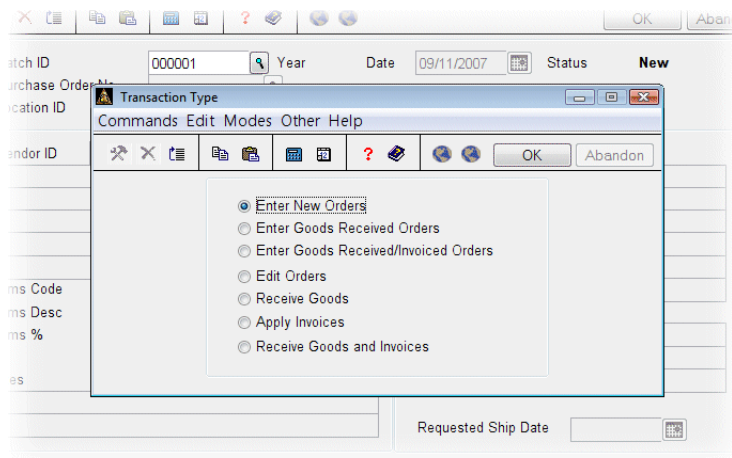 ? OK Aban
atch ID 000001 Year Date 09/11/2007 Status New
urchase Order No
ocation ID
Transaction Type
Commands Edit Modes Other Help
endor ID ? OK Abandon
Enter New Orders
Enter Goods Received Orders
Enter Goods Received/Invoiced Orders
Edit Orders
ms Code Receive Goods
ms Desc Apply Invoices
ms % Receive Goods and Invoices
es
Requested Ship Date